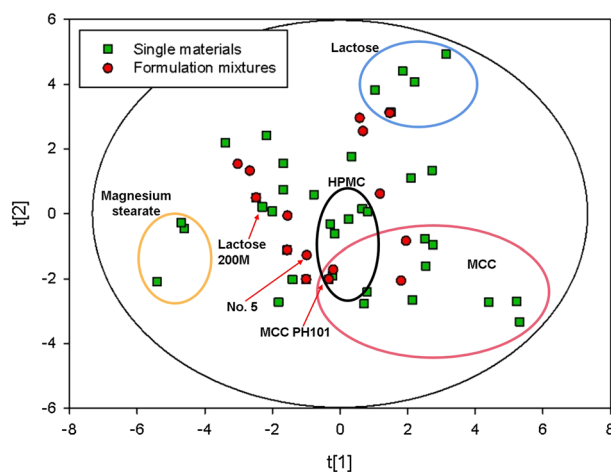 6
4
2
0
-2
-4
-6
t[2]
Single materials
Formulation mixtures
Lactose
HPMC
Magnesium
stearate
Lactose
200M
MCC
No. 5
MCC PH101
-8
-6
-4
-2
0
2
4
6
8
t[1]